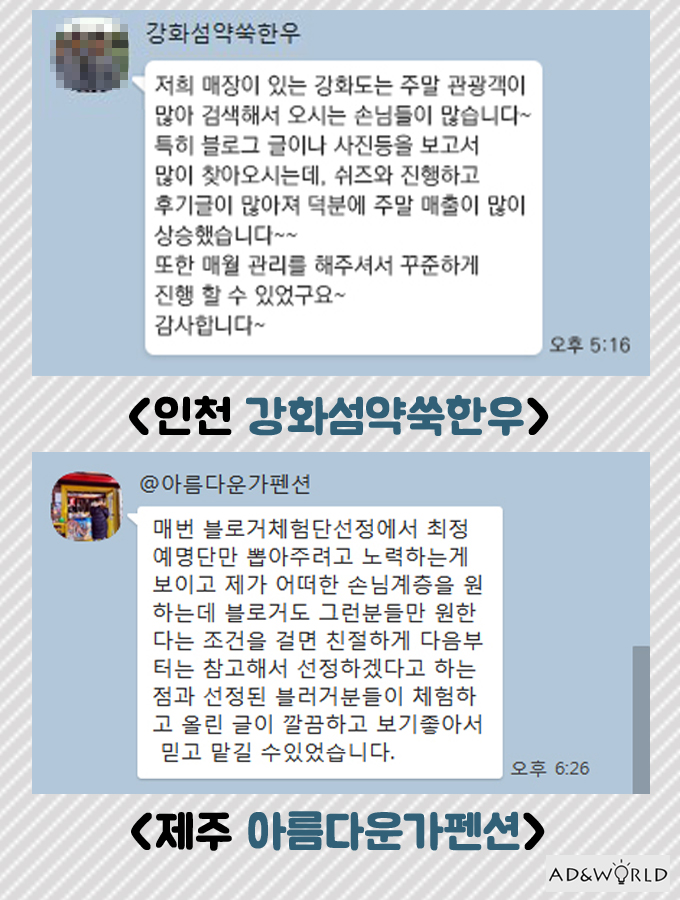 강화섬약쑥한우
저희 매장이 있는 강화도는 주말 관광객이
많아 검색해서 오시는 손님들이 많습니다~
특히 블로그 글이나 사진등을 보고서
많이 찾아오시는데, 쉬즈와 진행하고
후기글이 많아져 덕분에 주말 매출이 많이
상승했습니다~~
또한 매월 관리를 해주셔서 꾸준하게
진행 할 수 있었구요~
감사합니다~
오후 5:16
<인천 강화섬약쑥한우>
@아름다운가펜션
매번 블로거체험단선정에서 최정
예명단만 뽑아주려고 노력하는게
보이고 제가 어떠한 손님계층을 원
하는데 블로거도 그런분들만 원한
다는 조건을 걸면 친절하게 다음부
터는 참고해서 선정하겠다고 하는
점과 선정된 블러거분들이 체험하
고 올린 글이 깔끔하고 보기좋아서
믿고 맡길 수있었습니다.
오후 6:26
<제주 아름다운가펜션>
AD&WORLD